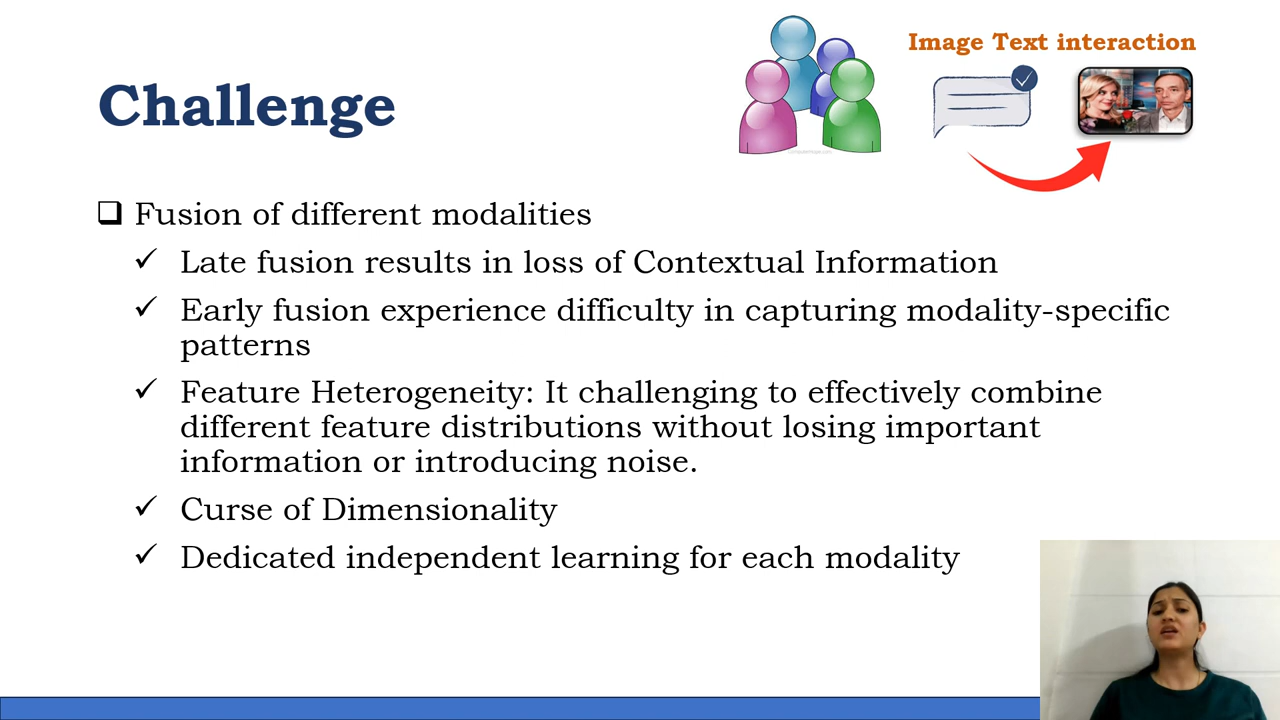 Image Text interaction
Challenge
Fusion of different modalities
Late fusion results in loss of Contextual Information
Early fusion experience difficulty in capturing modality-specific
patterns
Feature Heterogeneity: It challenging to effectively combine
different feature distributions without losing important
information or introducing noise.
Curse of Dimensionality
Dedicated independent learning for each modality